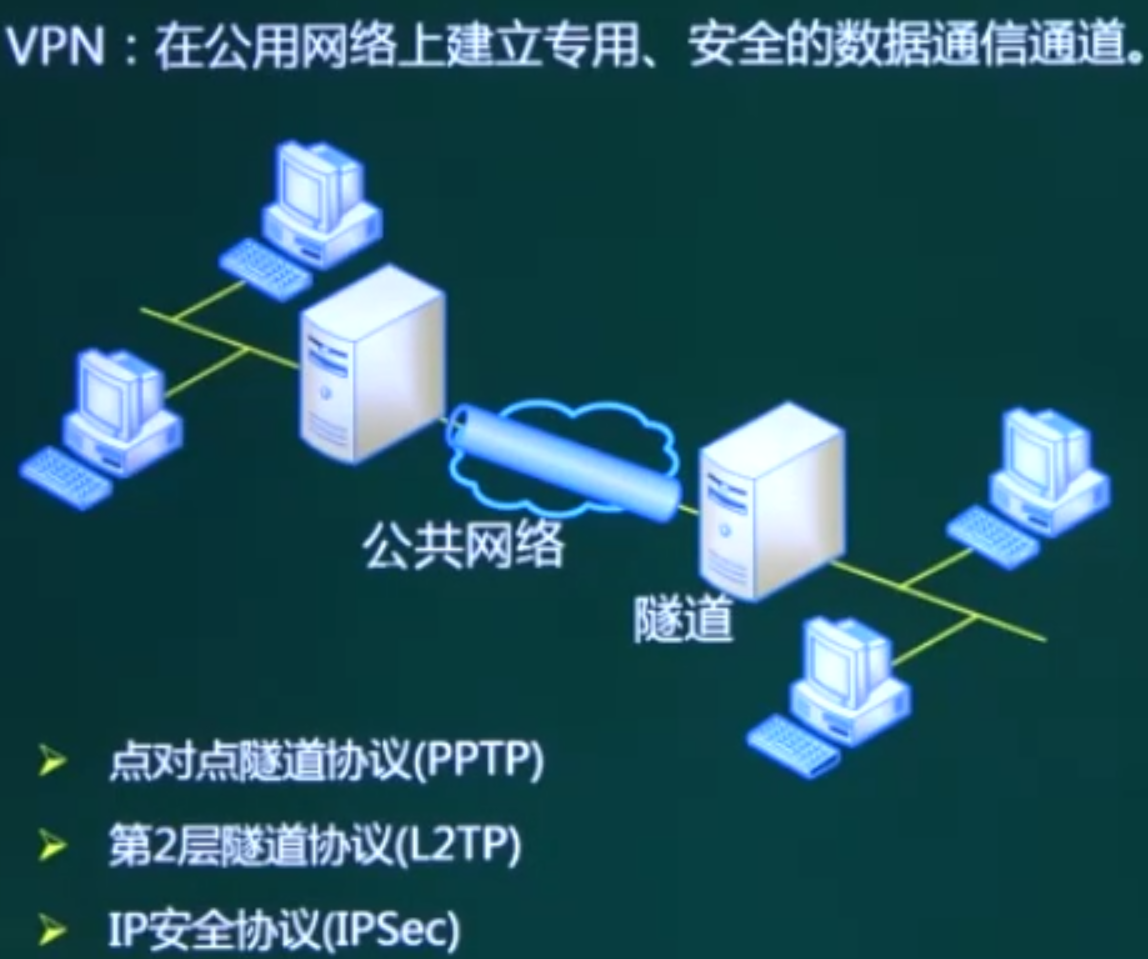 VPN：在公用网络上建立专用、安全的数据通信通道。
公共网络
隧道
点对点隧道协议(PPTP)
第2层隧道协议(L2TP)
IP安全协议(IPSec)